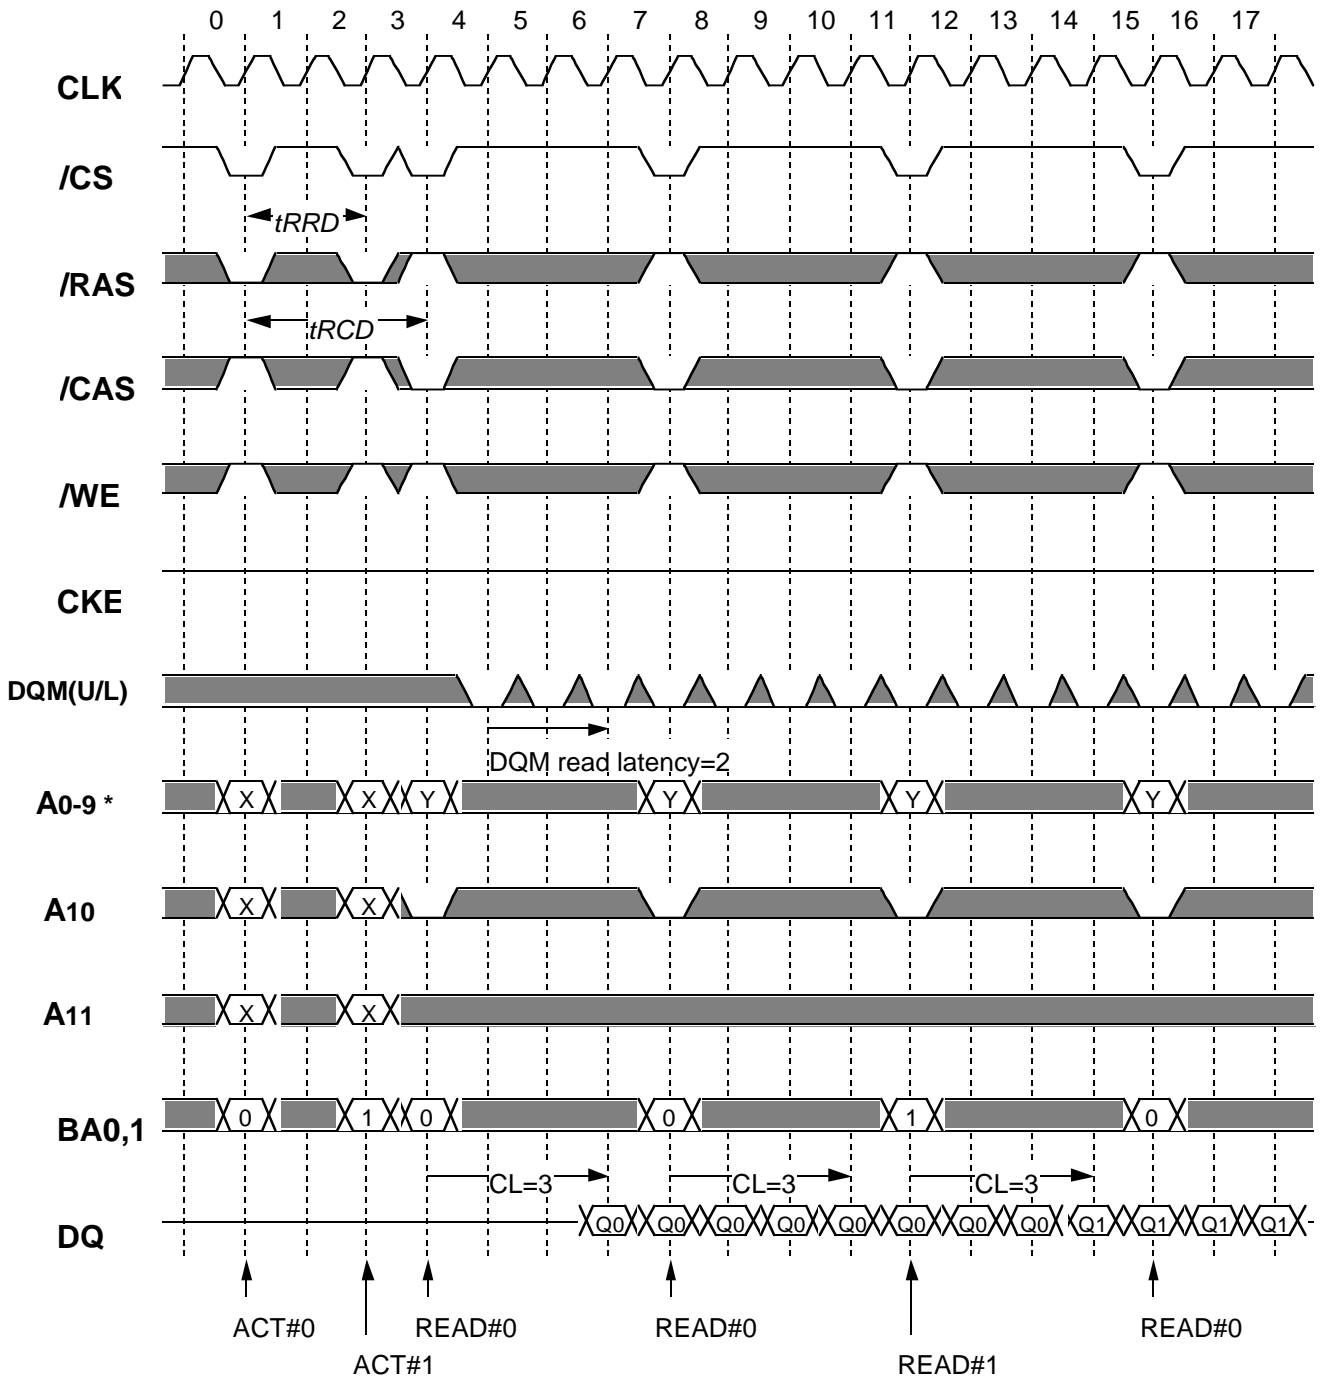 0 1 2 3 4 5 6 7 8 9 10 11 12 13 14 15 16 17
CLK
/CS
tRRD
/RAS
tRCD
/CAS
/WE
CKE
DQM(U/L)
DQM read latency=2
A0-9 * X X Y Y Y Y
A10 X X
A11 X X
BA0,1 0 1 0 0 1 0
CL=3 CL=3 CL=3
DQ Q0 Q0 Q0 Q0 Q0 Q0 Q0 Q0 Q1 Q1 Q1 Q1
ACT#0 READ#0 READ#0 READ#0
ACT#1 READ#1